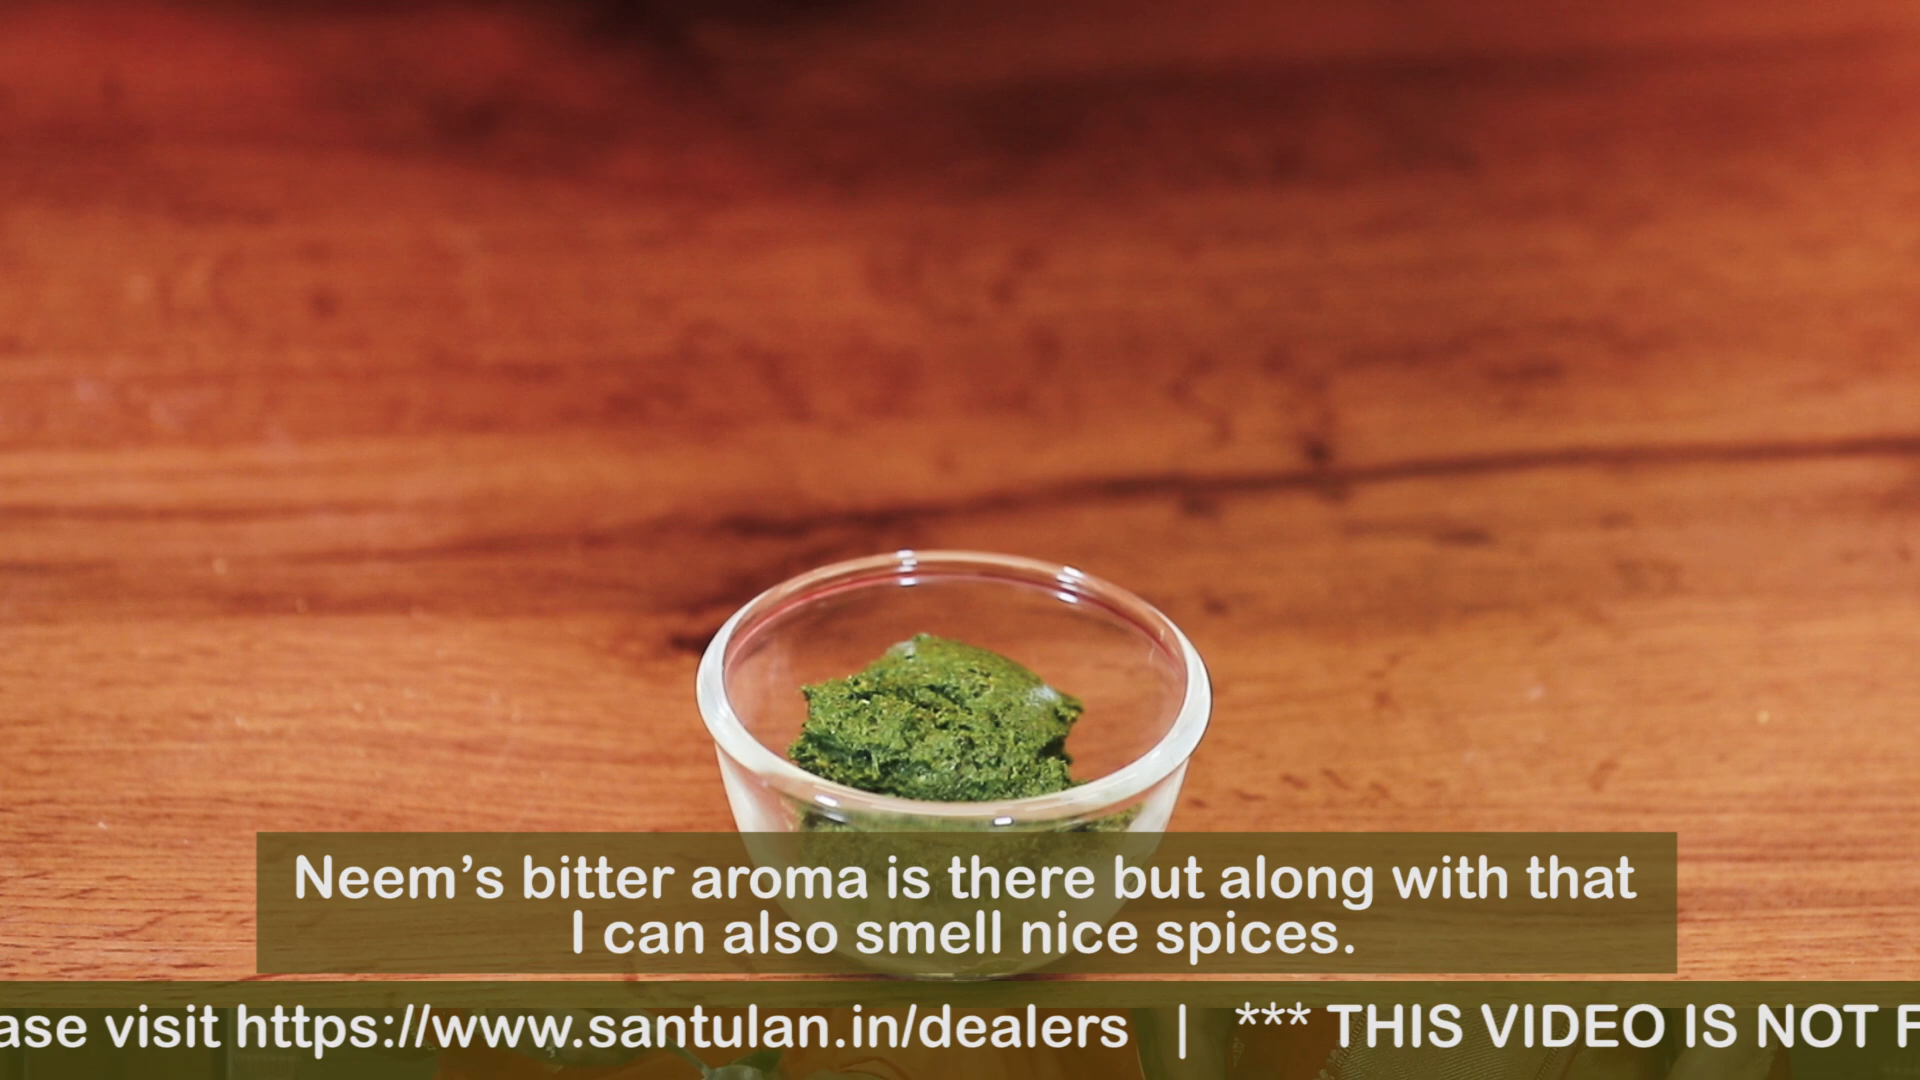 Neem’s bitter aroma is there but along with that
I can also smell nice spices.
ase visit https://www.santulan.in/dealers | *** THIS VIDEO IS NOT F